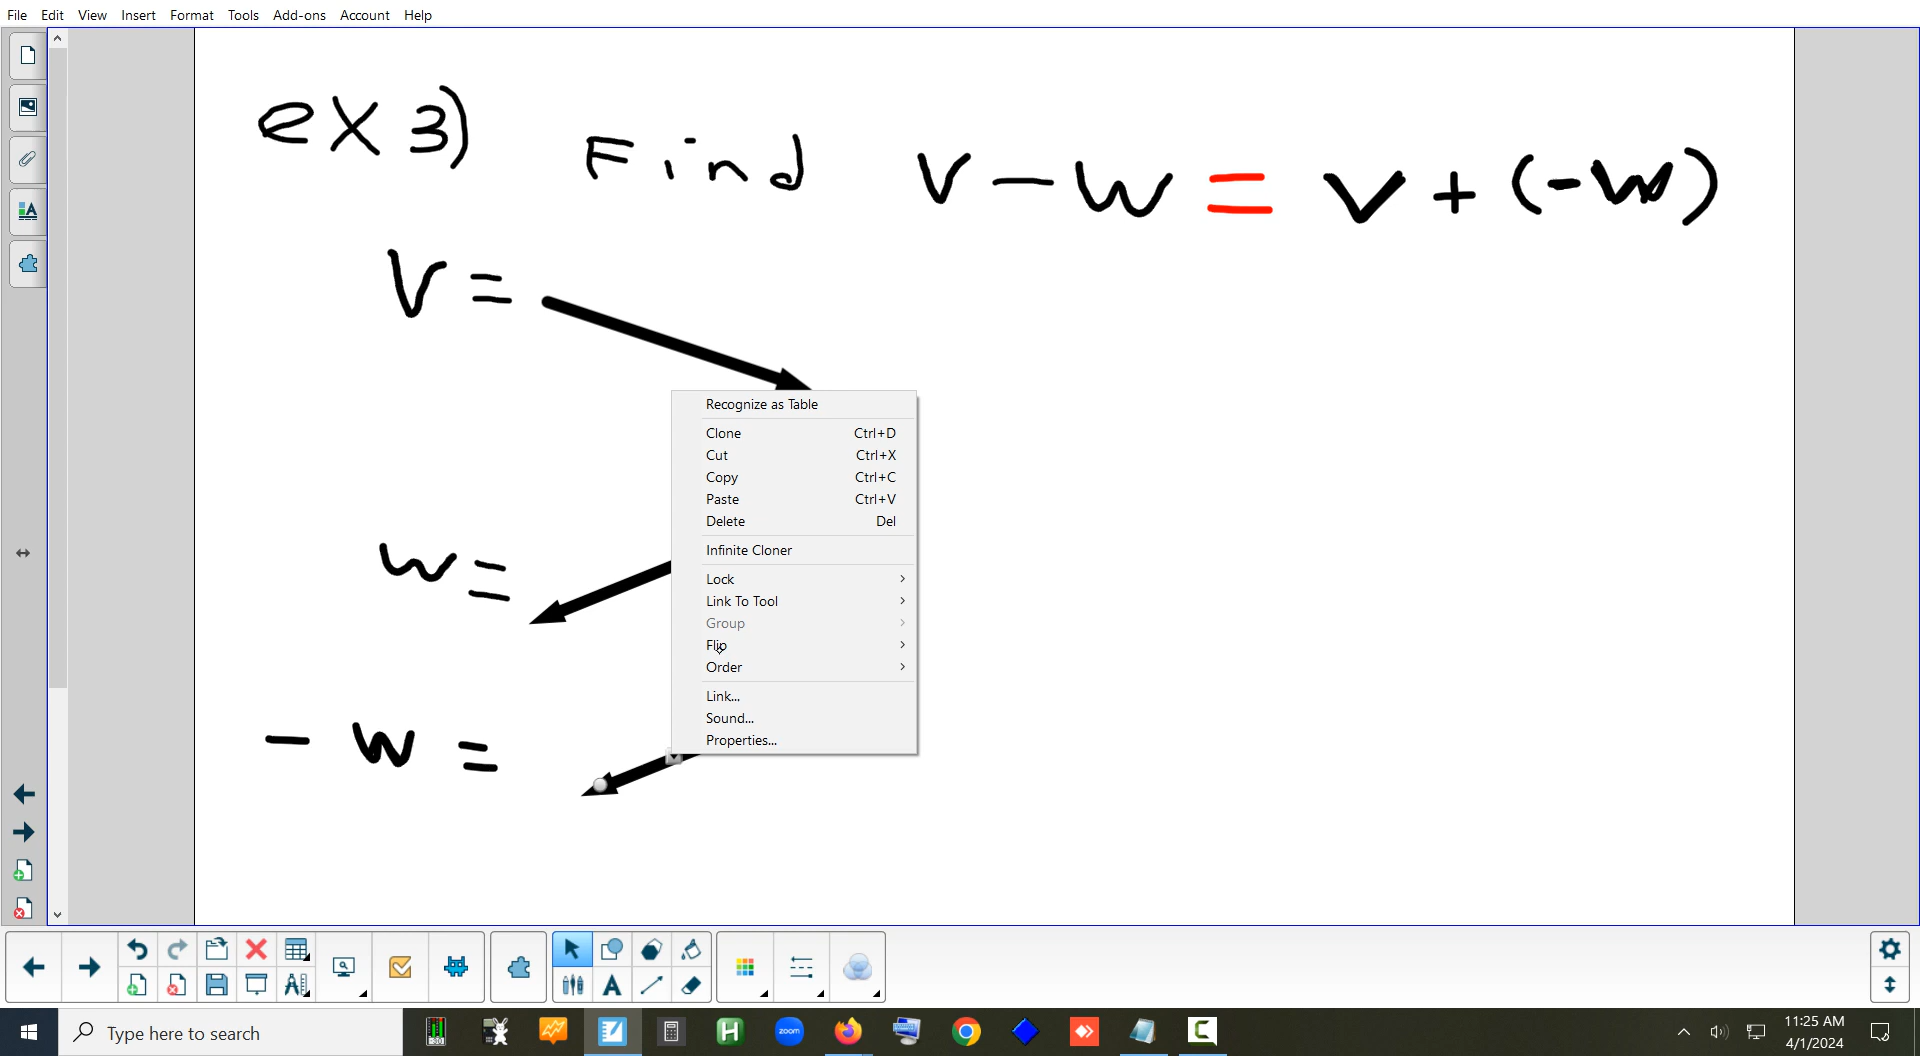 File Edit View Insert Format Tools Add-ons Account Help
ex 3) Find V - W = V + (-W)
V =
Recognize as Table
Clone Ctrl+D
Cut Ctrl+X
Copy Ctrl+C
Paste Ctrl+V
Delete Del
Infinite Cloner
W =
Lock
Link To Tool
Group
Flip
Order
Link...
Sound...
Properties...
- W =
Type here to search
zoom
11:25 AM
4/1/2024